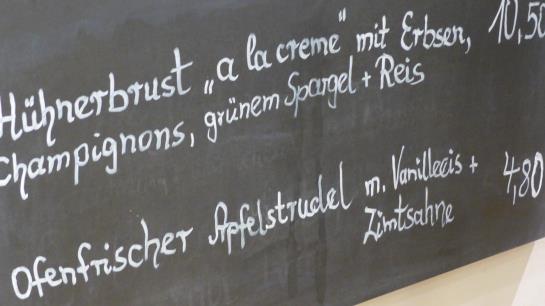 Hühnerbrust „a la creme" mit Erbsen, 10,50
Champignons, grünem Spargel + Reis
Ofenfrischer Apfelstrudel m. Vanilleeis + 4,80
Zimtsahne